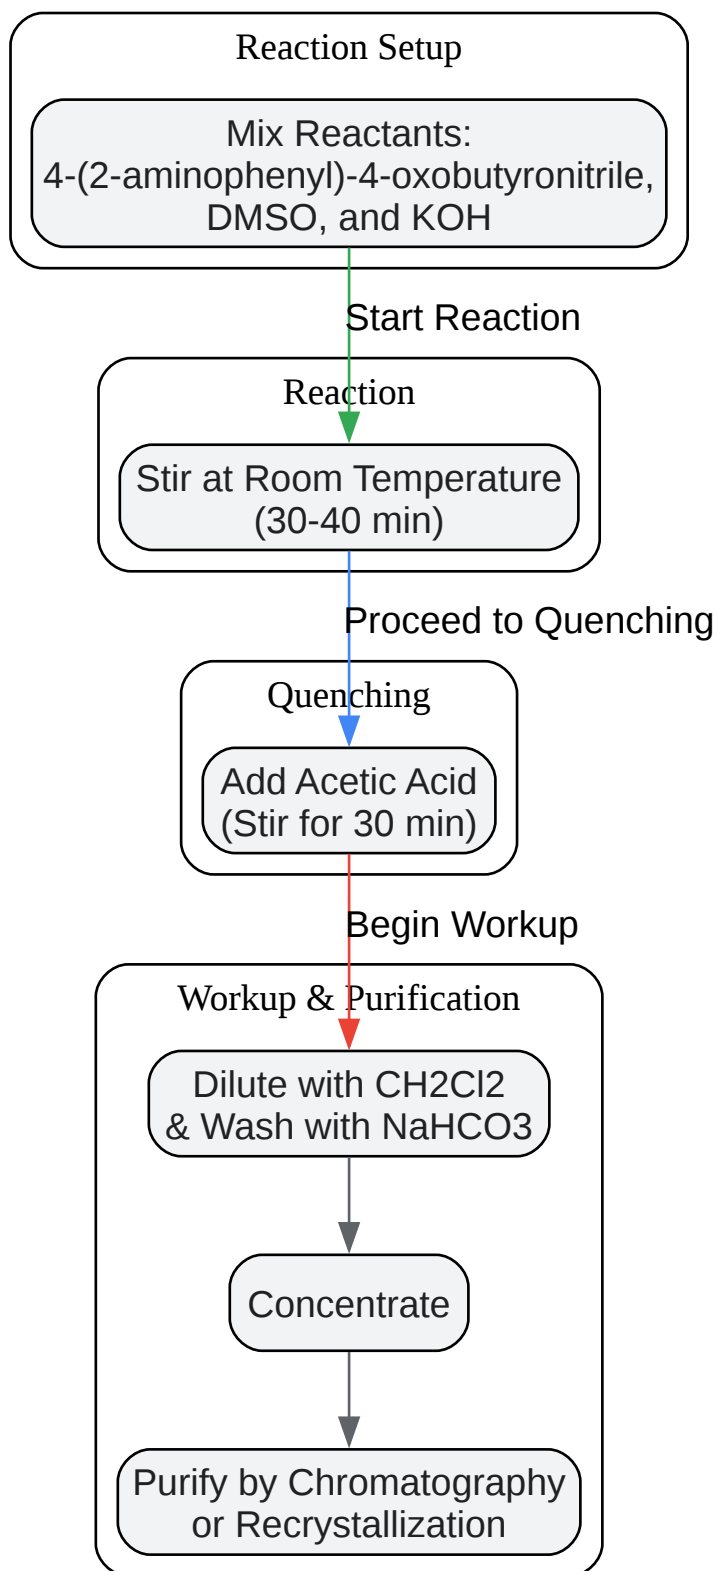 Reaction Setup
Mix Reactants:
4-(2-aminophenyl)-4-oxobutyronitrile,
DMSO, and KOH
Start Reaction
Reaction
Stir at Room Temperature
(30-40 min)
Proceed to Quenching
Quenching
Add Acetic Acid
(Stir for 30 min)
Begin Workup
Workup & Purification
Dilute with CH2Cl2
& Wash with NaHCO3
Concentrate
Purify by Chromatography
or Recrystallization